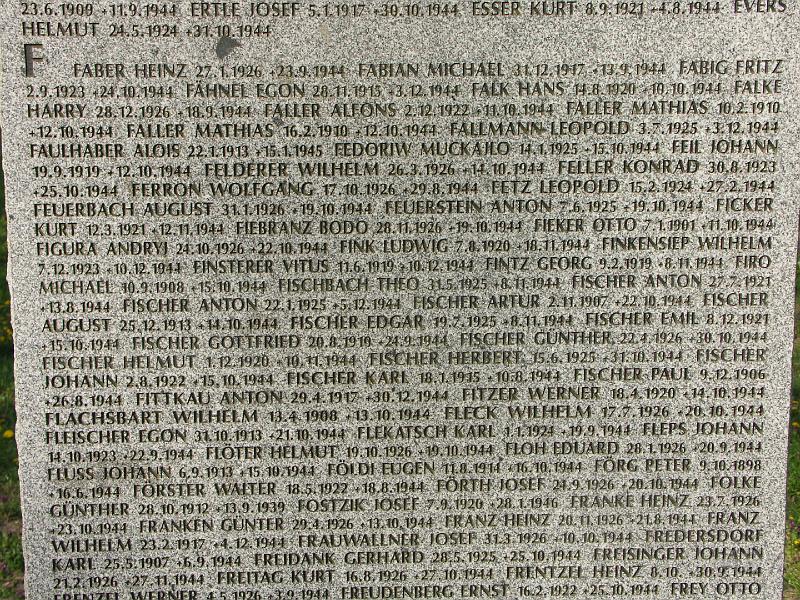 23.6.1909 +11.9.1944 ERTLE JOSEF 5.1.1917 +30.10.1944 ESSER KURT 8.9.1921 +4.8.1944 EVERS
HELMUT 24.5.1924 +31.10.1944
F
FABER HEINZ 27.1.1926 +23.9.1944 FABIAN MICHAEL 31.12.1917 +13.9.1944 FABIG FRITZ
2.9.1923 +24.10.1944 FÄHNEL EGON 28.11.1915 +3.12.1944 FALK HANS 14.8.1920 +10.10.1944 FALKE
HARRY 28.12.1926 +18.9.1944 FALLER ALFONS 2.12.1922 +11.10.1944 FALLER MATHIAS 10.2.1910
+12.10.1944 FALLER MATHIAS 16.2.1910 +12.10.1944 FALLMANN LEOPOLD 3.7.1925 +3.12.1944
FAULHABER ALOIS 22.1.1913 +15.1.1945 FEDORIW MUCKAJLO 14.1.1925 +15.10.1944 FEIL JOHANN
19.9.1919 +12.10.1944 FELDERER WILHELM 26.3.1926 +14.10.1944 FELLER KONRAD 30.8.1923
+25.10.1944 FERRON WOLFGANG 17.10.1926 +29.8.1944 FETZ LEOPOLD 15.2.1924 +27.2.1944
FEUERBACH AUGUST 31.1.1926 +19.10.1944 FEUERSTEIN ANTON 7.6.1925 +19.10.1944 FICKER
KURT 12.3.1921 +12.11.1944 FIEBRANZ BODO 28.11.1926 +19.10.1944 FIEKER OTTO 7.1.1901 +11.10.1944
FIGURA ANDRYJ 24.10.1926 +22.10.1944 FINK LUDWIG 7.8.1920 +18.11.1944 FINKENSIEP WILHELM
7.12.1923 +10.12.1944 FINSTERER VITUS 11.6.1919 +10.12.1944 FINTZ GEORG 9.2.1919 +8.11.1944 FIRO
MICHAEL 10.9.1908 +15.10.1944 FISCHBACH THEO 31.5.1925 +8.11.1944 FISCHER ANTON 27.7.1921
+13.8.1944 FISCHER ANTON 22.1.1925 +5.12.1944 FISCHER ARTUR 2.11.1907 +22.10.1944 FISCHER
AUGUST 25.12.1913 +14.10.1944 FISCHER EDGAR 19.7.1925 +8.11.1944 FISCHER EMIL 8.12.1921
+15.10.1944 FISCHER GOTTFRIED 20.8.1910 +24.9.1944 FISCHER GÜNTHER 22.4.1926 +30.10.1944
FISCHER HELMUT 1.12.1920 +10.11.1944 FISCHER HERBERT 15.6.1925 +31.10.1944 FISCHER
JOHANN 2.8.1922 +15.10.1944 FISCHER KARL 18.1.1915 +10.8.1944 FISCHER PAUL 9.12.1906
+26.8.1944 FITTKAU ANTON 29.4.1917 +30.12.1944 FITZER WERNER 18.4.1920 +14.10.1944
FLACHSBART WILHELM 13.4.1908 +13.10.1944 FLECK WILHELM 17.7.1926 +20.10.1944
FLEISCHER EGON 31.10.1913 +21.10.1944 FLEKATSCH KARL 1.1.1924 +19.9.1944 FLEPS JOHANN
14.10.1923 +22.9.1944 FLÖTER HELMUT 19.10.1926 +19.10.1944 FLOH EDUARD 28.1.1926 +20.9.1944
FLUSS JOHANN 6.9.1913 +15.10.1944 FÖLDI EUGEN 11.8.1914 +16.10.1944 FÖRG PETER 9.10.1898
+16.6.1944 FÖRSTER WALTER 18.5.1922 +18.8.1944 FÖRTH JOSEF 24.9.1926 +20.10.1944 FOLKE
GÜNTHER 28.10.1912 +13.9.1939 FOSTZIK JOSEF 7.9.1920 +28.1.1946 FRANKE HEINZ 23.7.1926
+23.10.1944 FRANKEN GÜNTER 29.4.1926 +13.10.1944 FRANZ HEINZ 20.11.1926 +21.8.1944 FRANZ
WILHELM 23.2.1917 +4.12.1944 FRAUWALLNER JOSEF 31.3.1926 +10.10.1944 FREDERSDORF
KARL 25.5.1907 +6.9.1944 FREIDANK GERHARD 28.5.1925 +25.10.1944 FREISINGER JOHANN
21.2.1926 +27.11.1944 FREITAG KURT 16.8.1926 +27.10.1944 FRENTZEL HEINZ 8.10. +30.9.1944
FRENZEL WERNER 4.5.1926 +3.9.1944 FREUDENBERG ERNST 16.2.1922 +25.10.1944 FREY OTTO